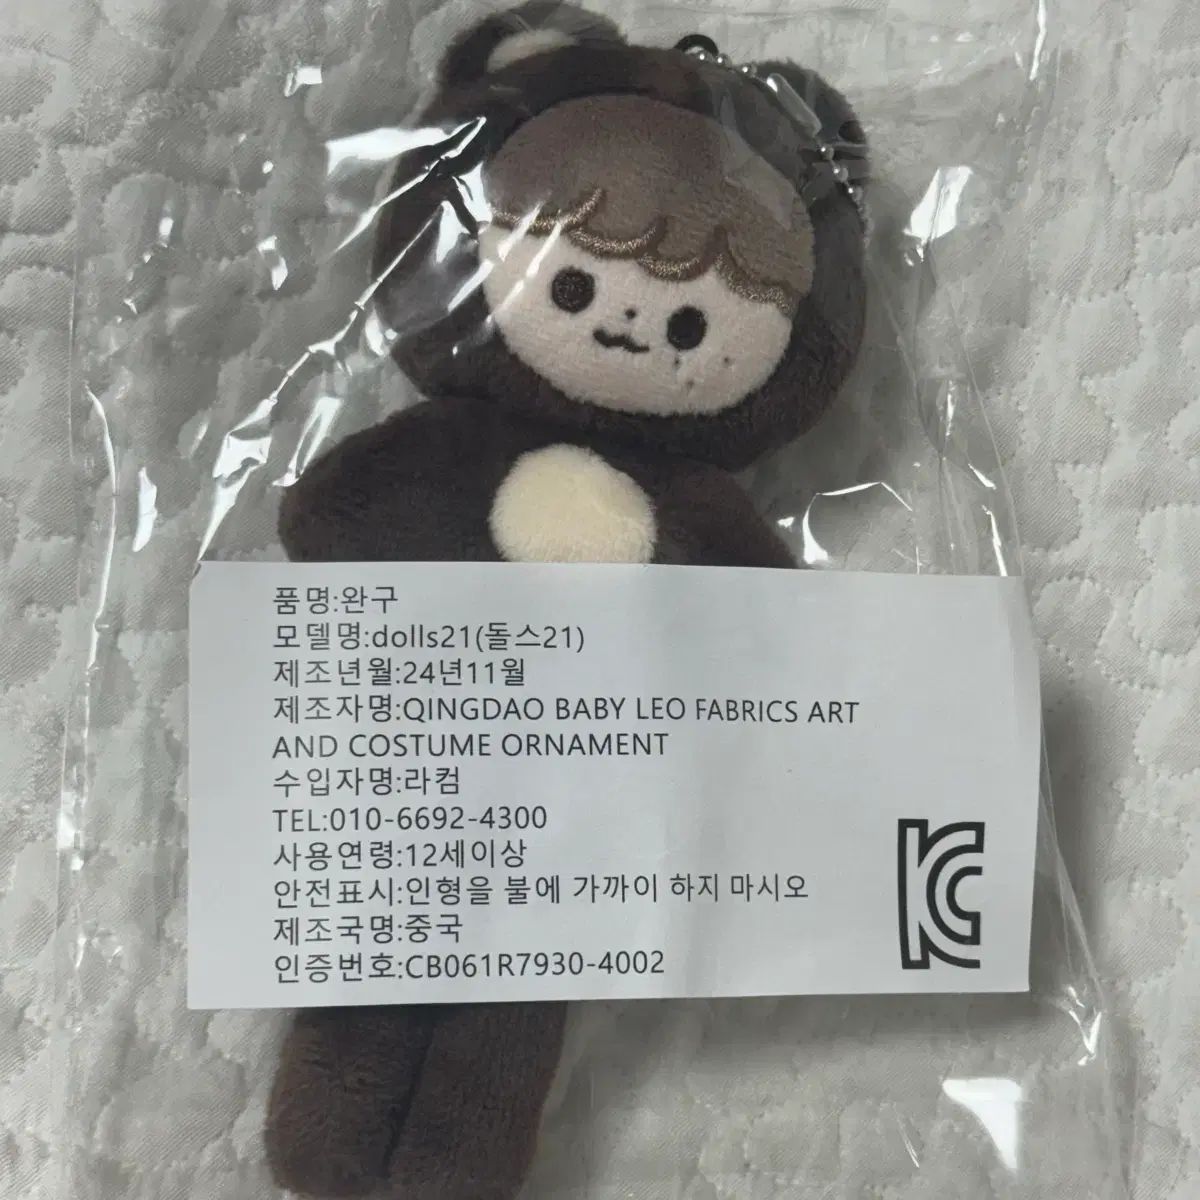 품명:완구
모델명:dolls21(돌스21)
제조년월:24년11월
제조자명:QINGDAO BABY LEO FABRICS ART
AND COSTUME ORNAMENT
수입자명:라컴
TEL:010-6692-4300
사용연령:12세이상
안전표시:인형을 불에 가까이 하지 마시오
제조국명:중국
인증번호:CB061R7930-4002
KC